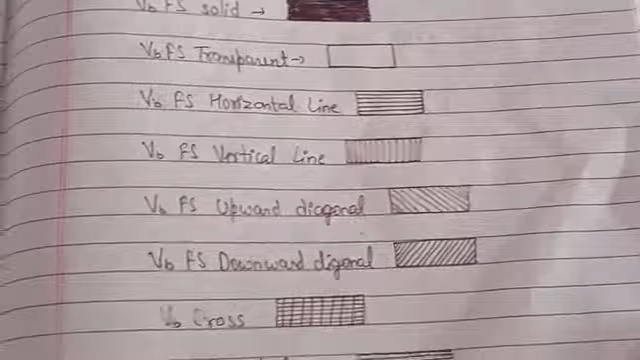 Vb FS solid →
Vb FS Transparent→
Vb FS Horizontal Line
Vb FS Vertical Line
Vb FS Upward diagonal
Vb FS Downward digonal
Vb Cross